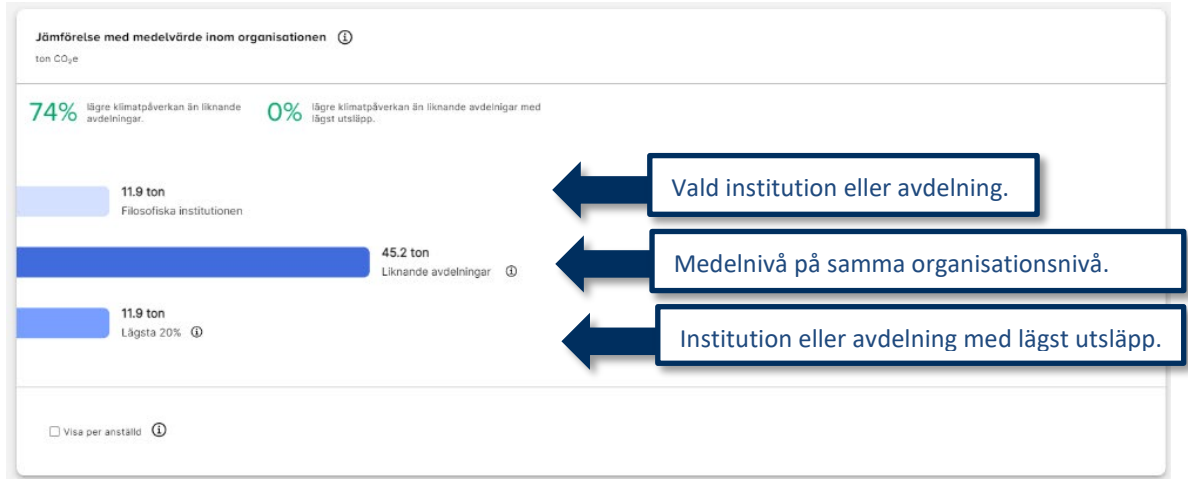 Jämförelse med medelvärde inom organisationen ⓘ
ton CO₂e
74% lägre klimatpåverkan än liknande
avdelningar.
0% lägre klimatpåverkan än liknande avdelnigar med
lägst utsläpp.
11.9 ton
Filosofiska institutionen
Vald institution eller avdelning.
45.2 ton
Liknande avdelningar ⓘ
Medelnivå på samma organisationsnivå.
11.9 ton
Lägsta 20% ⓘ
Institution eller avdelning med lägst utsläpp.
Visa per anställd ⓘ